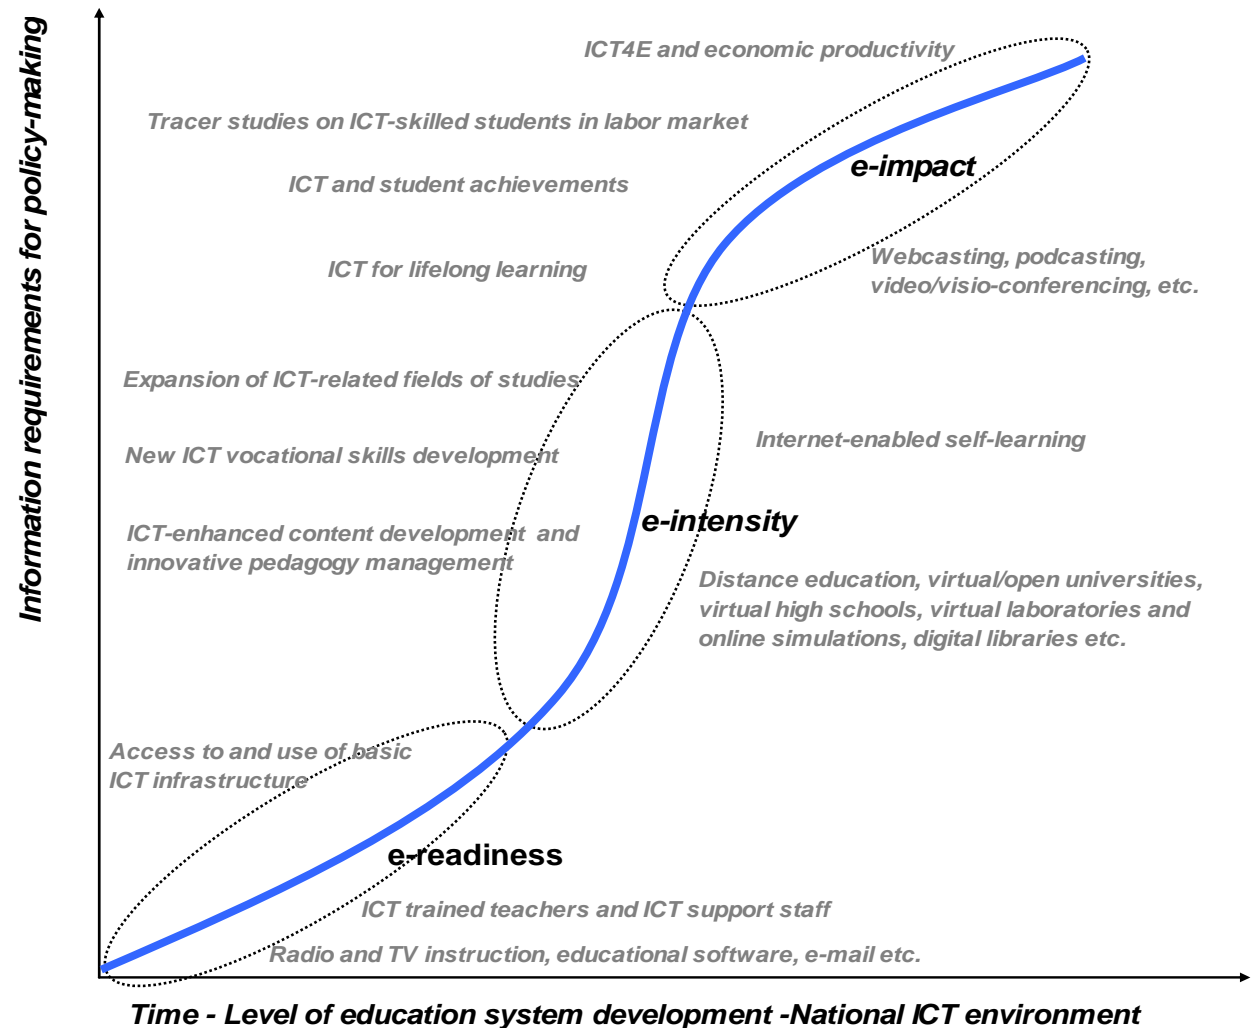 Information requirements for policy-making
ICT4E and economic productivity
Tracer studies on ICT-skilled students in labor market
e-impact
ICT and student achievements
Webcasting, podcasting,
video/visio-conferencing, etc.
ICT for lifelong learning
Expansion of ICT-related fields of studies
Internet-enabled self-learning
New ICT vocational skills development
e-intensity
ICT-enhanced content development and
innovative pedagogy management
Distance education, virtual/open universities,
virtual high schools, virtual laboratories and
online simulations, digital libraries etc.
Access to and use of basic
ICT infrastructure
e-readiness
ICT trained teachers and ICT support staff
Radio and TV instruction, educational software, e-mail etc.
Time - Level of education system development -National ICT environment